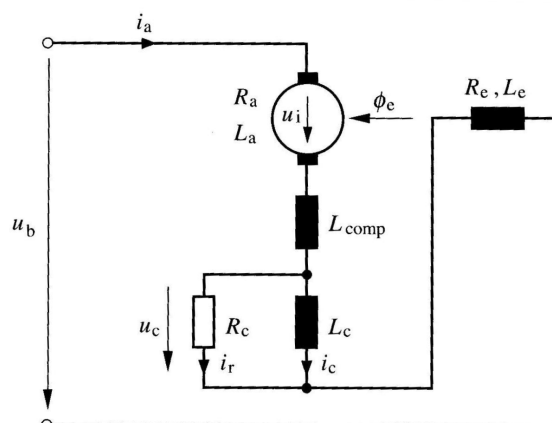 i_a
R_a
L_a
u_i
ϕ_e
R_e, L_e
u_b
L_comp
u_c
R_c
L_c
i_r
i_c